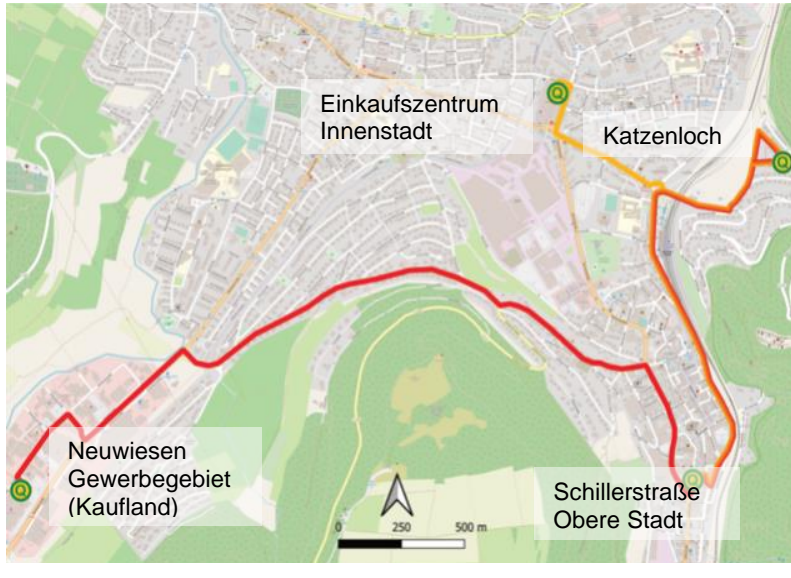 Einkaufszentrum
Innenstadt
Katzenloch
Neuwiesen
Gewerbegebiet
(Kaufland)
Schillerstraße
Obere Stadt
0 250 500 m
Q
Q
Q
Q